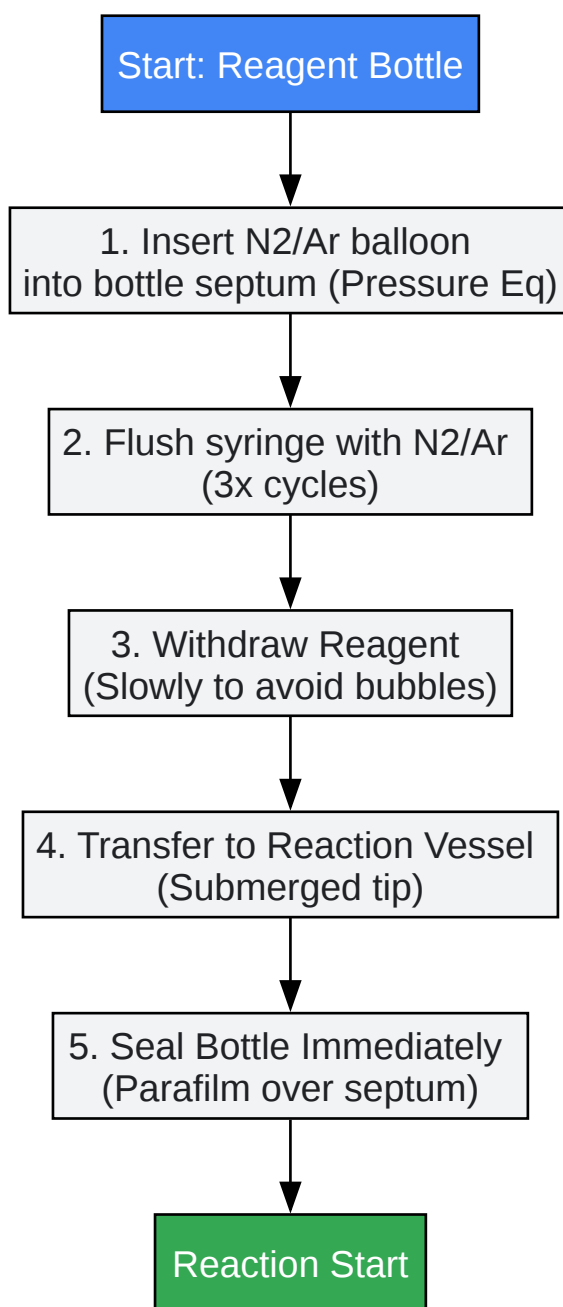 Start: Reagent Bottle
1. Insert N2/Ar balloon
into bottle septum (Pressure Eq)
2. Flush syringe with N2/Ar
(3x cycles)
3. Withdraw Reagent
(Slowly to avoid bubbles)
4. Transfer to Reaction Vessel
(Submerged tip)
5. Seal Bottle Immediately
(Parafilm over septum)
Reaction Start